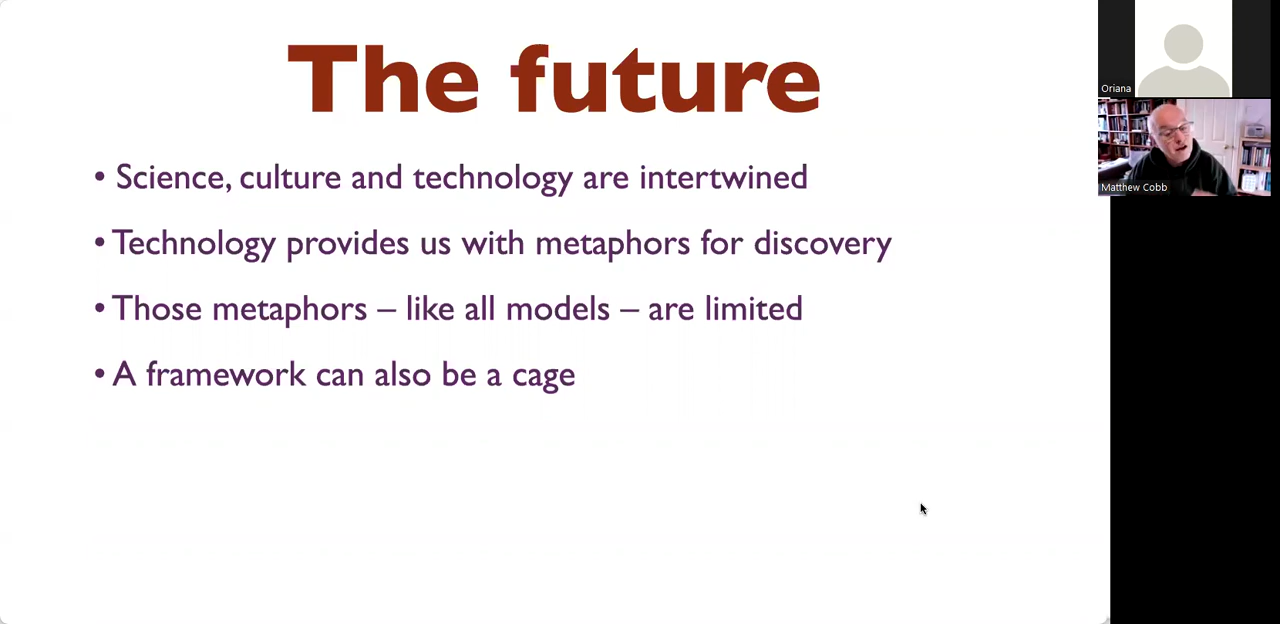 The future
• Science, culture and technology are intertwined
• Technology provides us with metaphors for discovery
• Those metaphors – like all models – are limited
• A framework can also be a cage
Oriana
Matthew Cobb